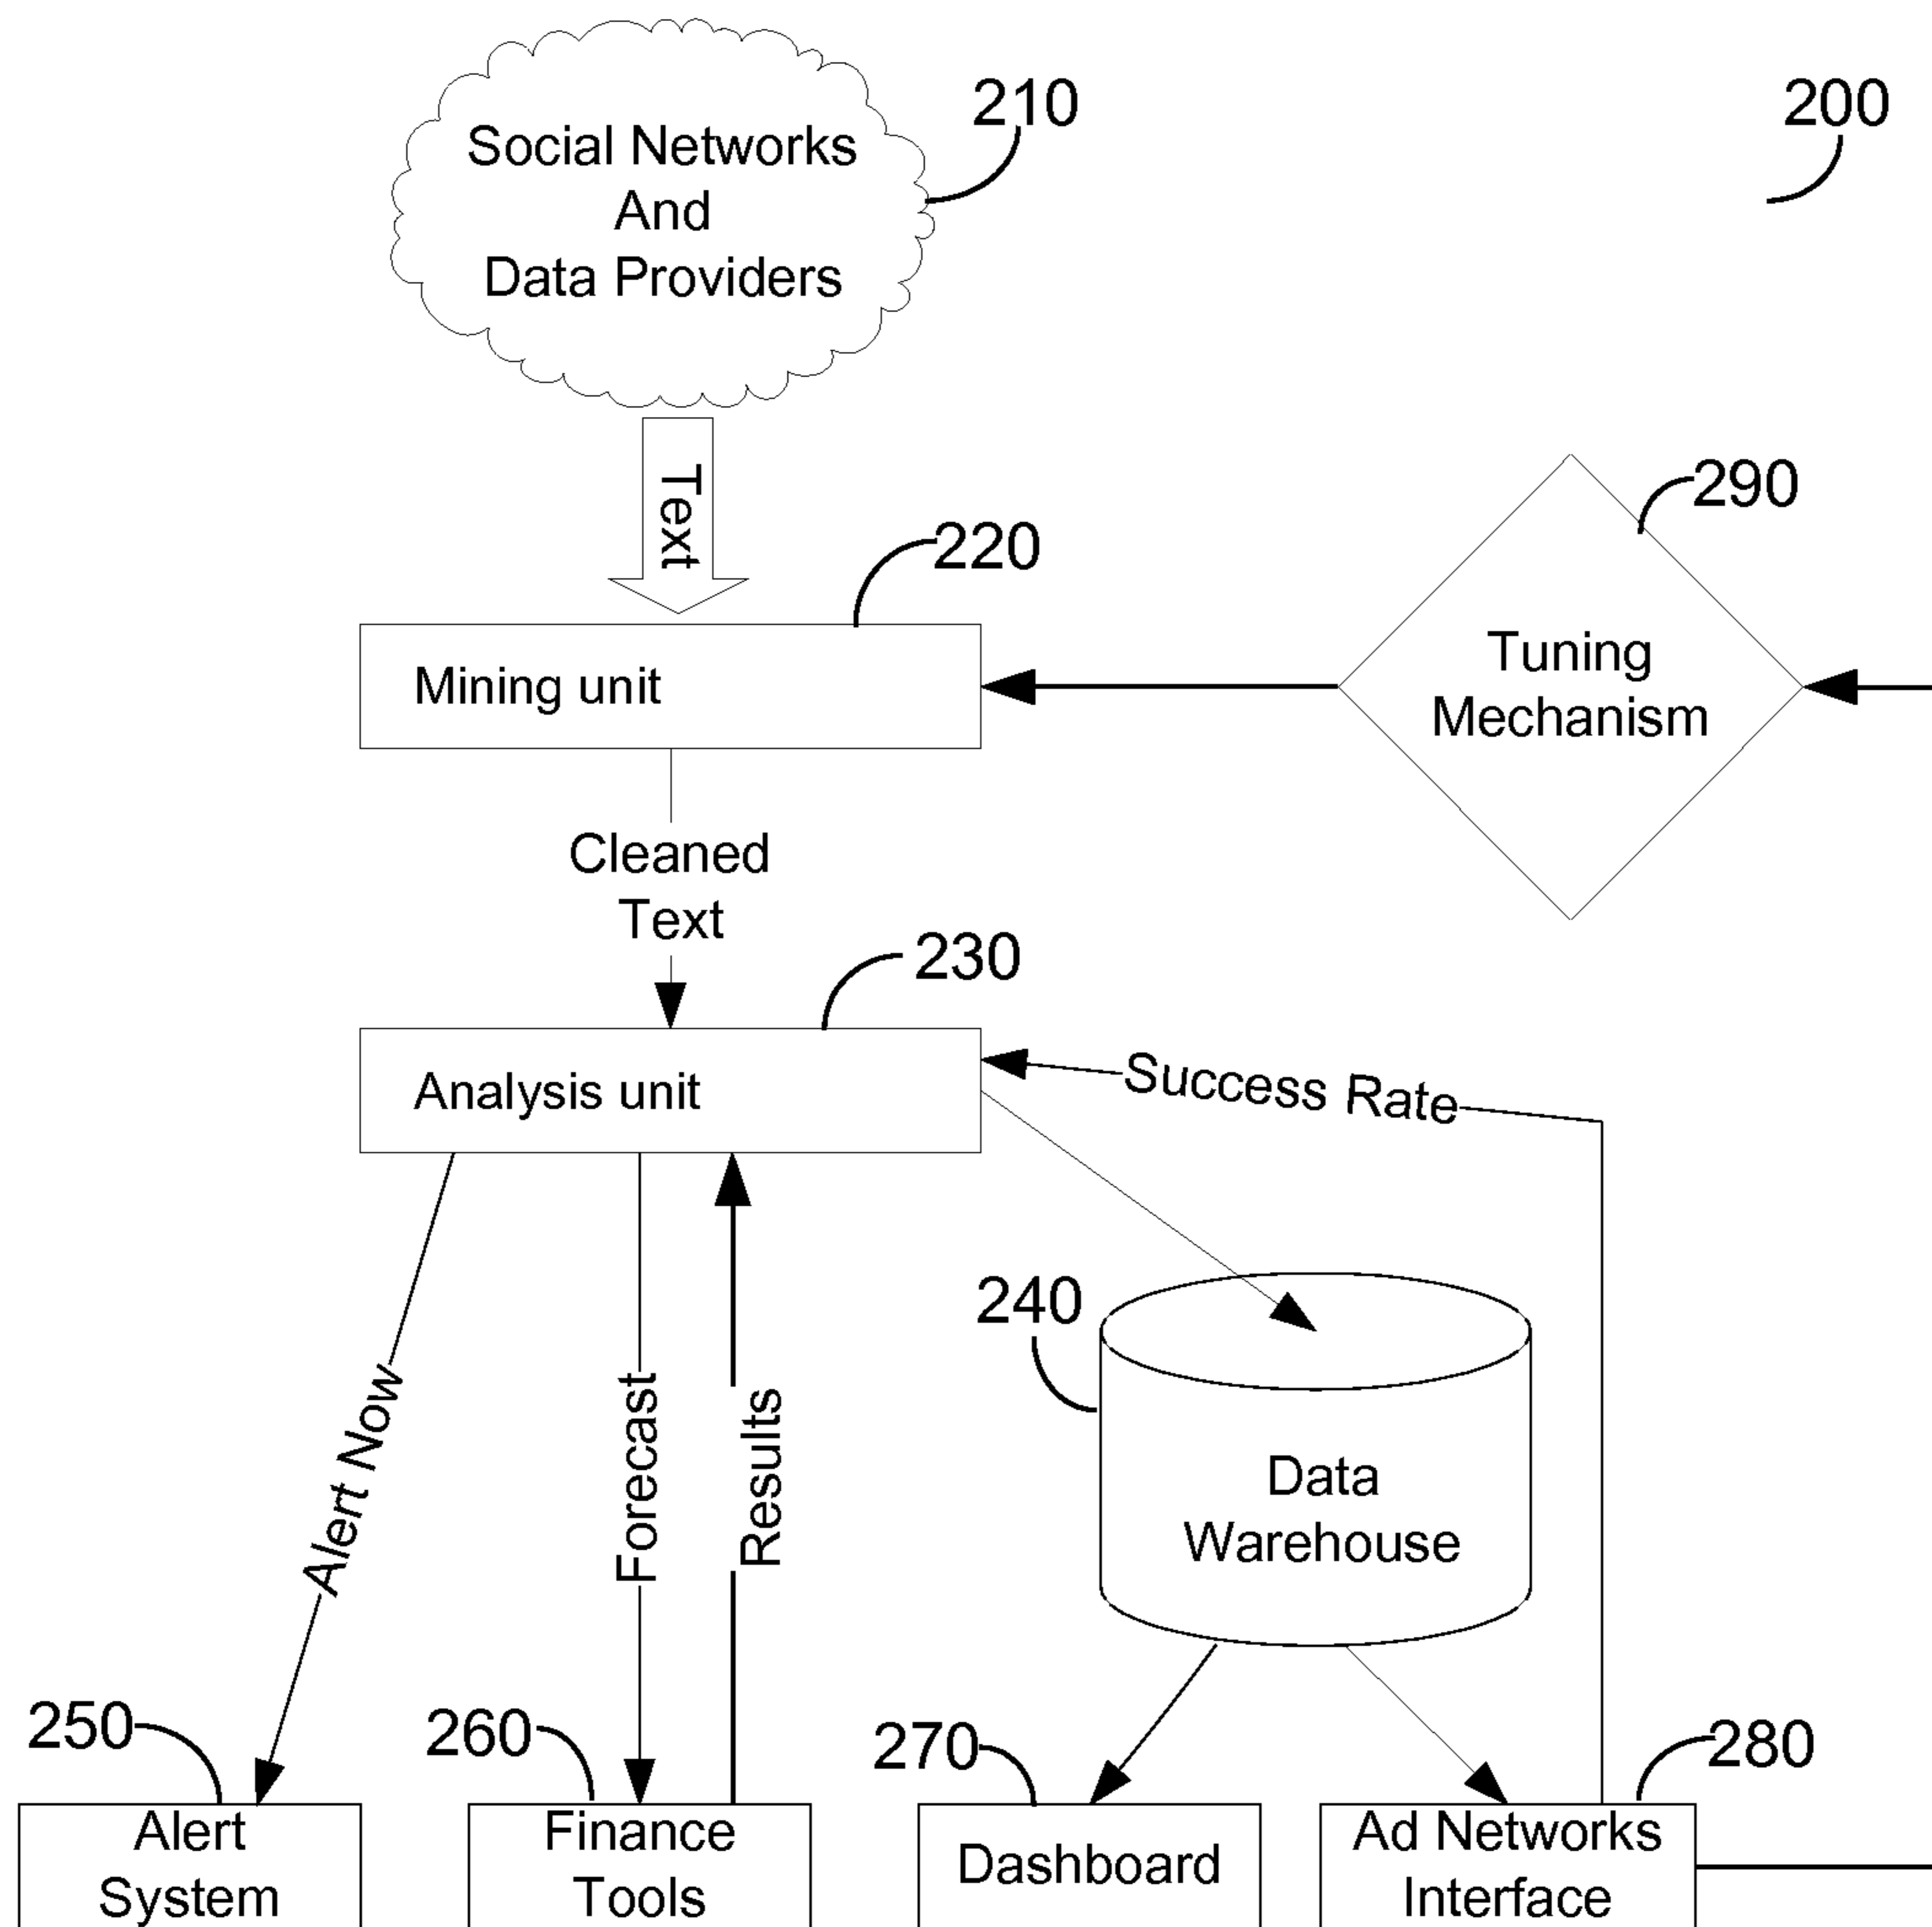 210
200
Social Networks
And
Data Providers
Text
290
220
Tuning
Mechanism
Mining unit
Cleaned
Text
230
Analysis unit
Success Rate
240
Data
Warehouse
Alert Now
Forecast
Results
250
260
270
280
Alert
System
Finance
Tools
Dashboard
Ad Networks
Interface